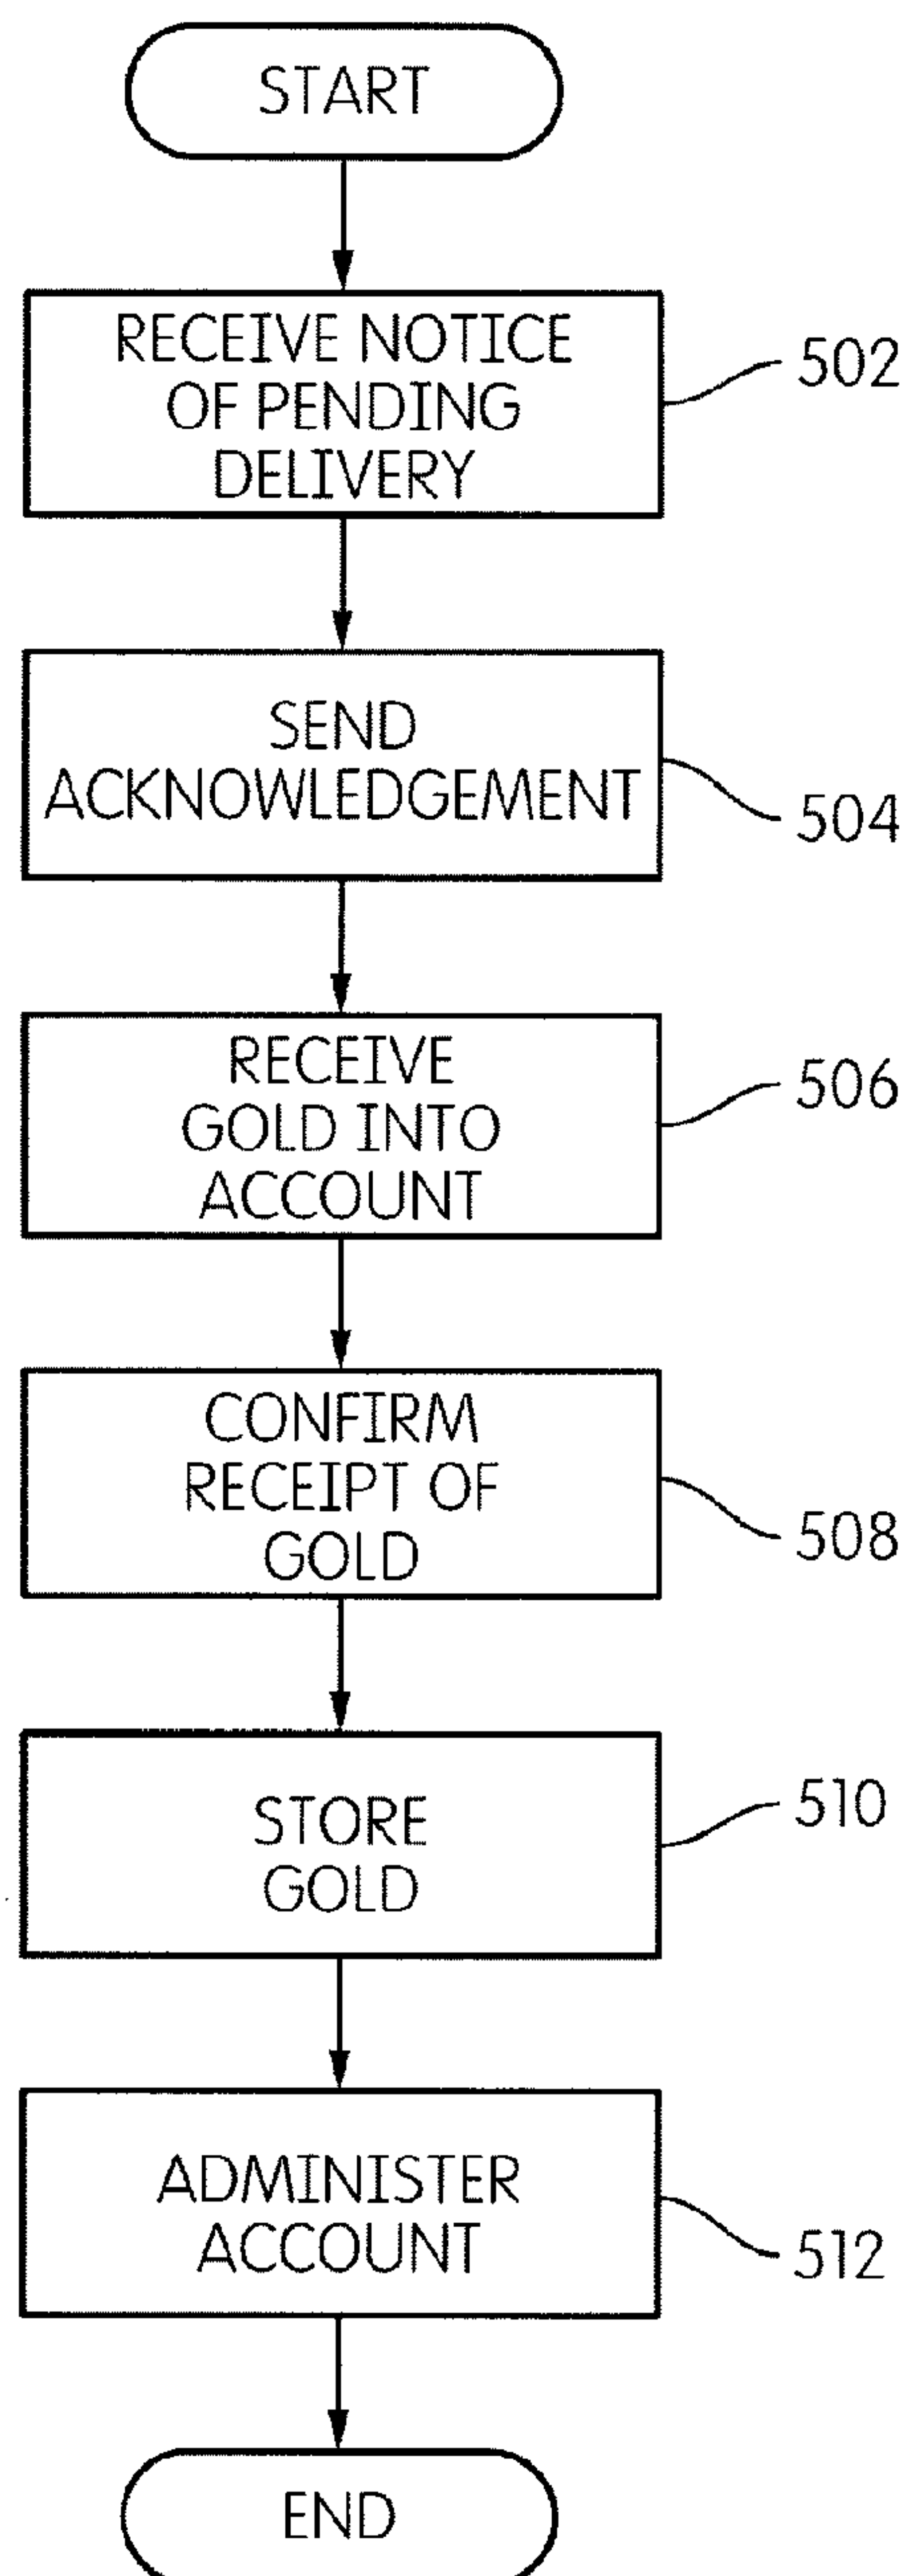 START
RECEIVE NOTICE
OF PENDING
DELIVERY
502
SEND
ACKNOWLEDGEMENT
504
RECEIVE
GOLD INTO
ACCOUNT
506
CONFIRM
RECEIPT OF
GOLD
508
STORE
GOLD
510
ADMINISTER
ACCOUNT
512
END